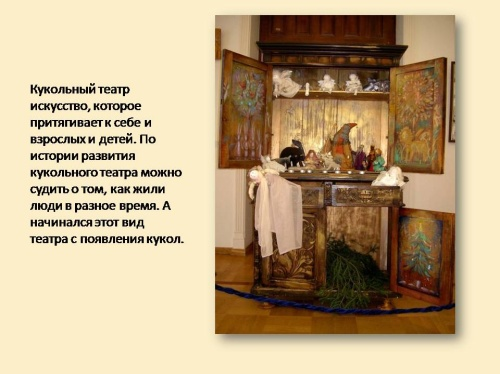 Кукольный театр
искусство, которое
притягивает к себе и
взрослых и детей. По
истории развития
кукольного театра можно
судить о том, как жили
люди в разное время. А
начинался этот вид
театра с появления кукол.